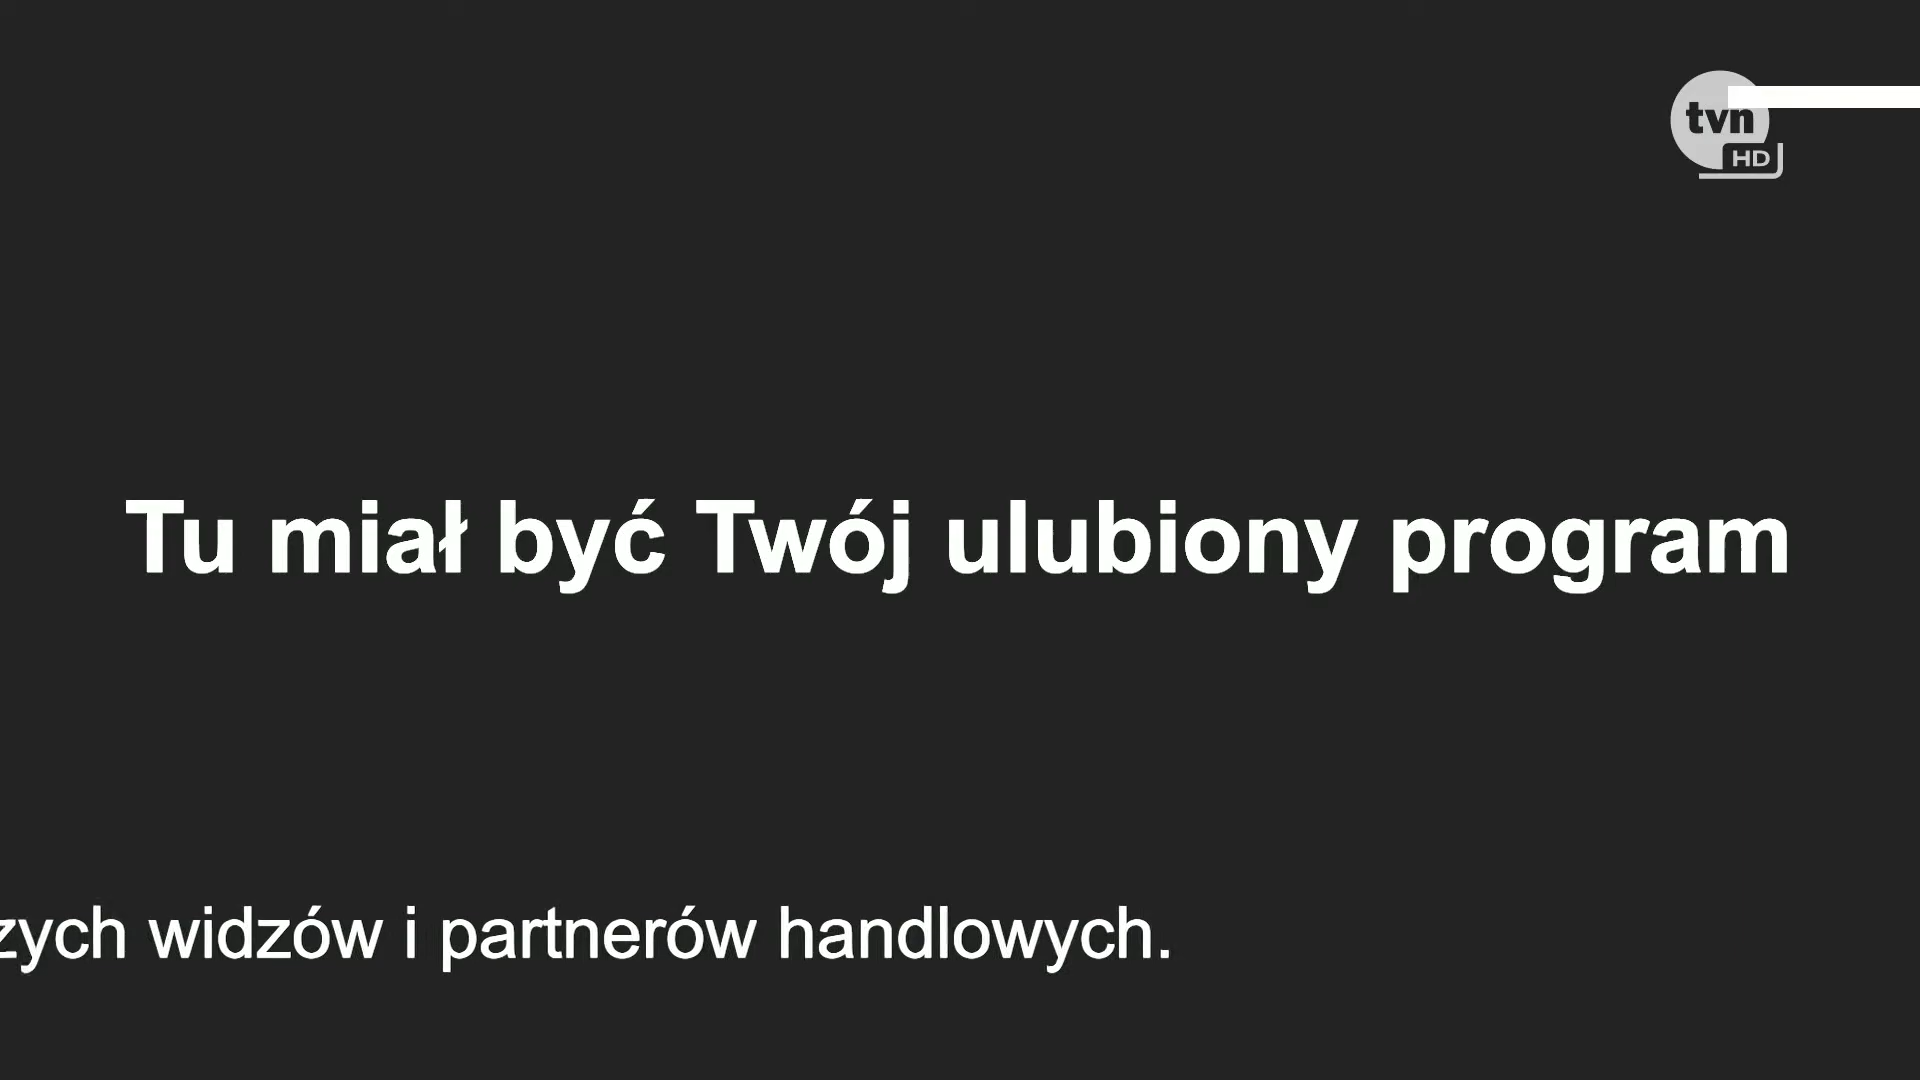 tvn
HD
Tu miał być Twój ulubiony program
zych widzów i partnerów handlowych.